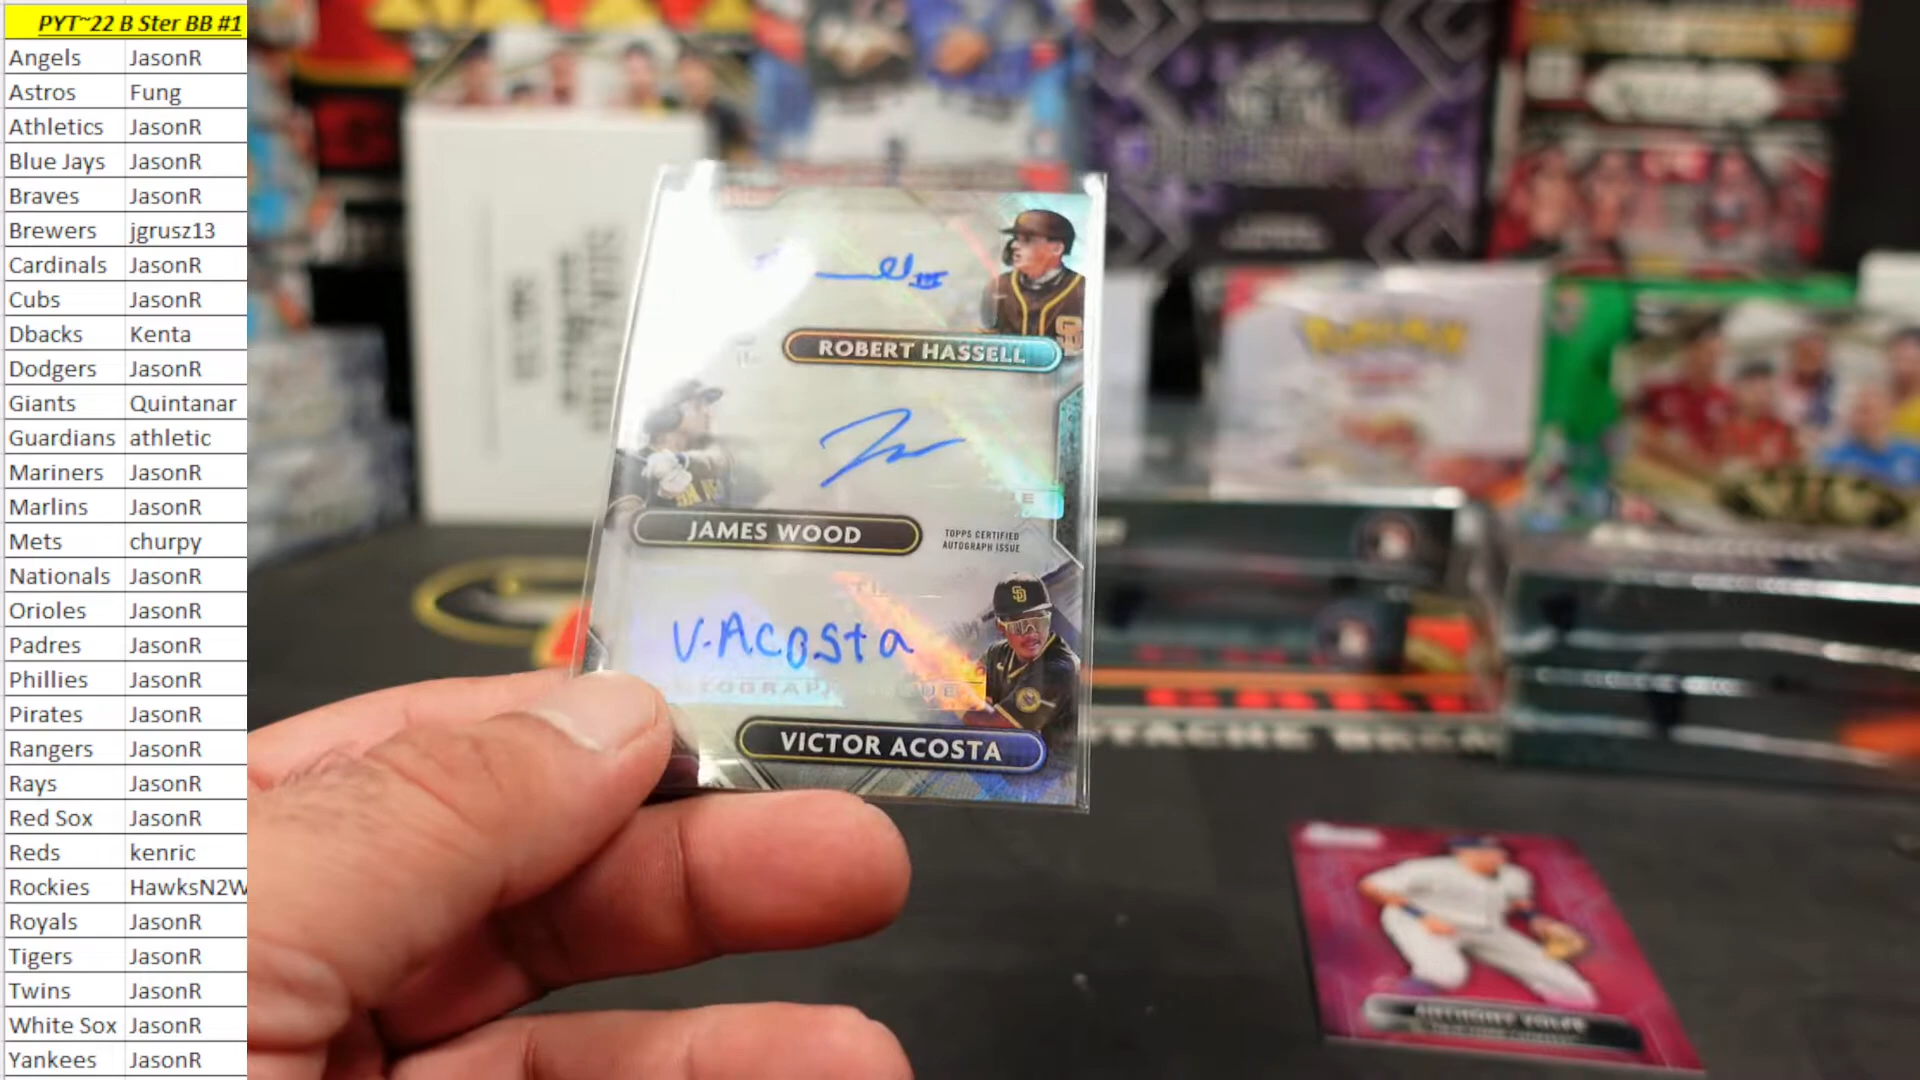 PYT~22 B Ster BB #1
Angels JasonR
Astros Fung
Athletics JasonR
Blue Jays JasonR
Braves JasonR
Brewers jgrusz13
Cardinals JasonR
Cubs JasonR
Dbacks Kenta
Dodgers JasonR
Giants Quintanar
Guardians athletic
Mariners JasonR
Marlins JasonR
Mets churpy
Nationals JasonR
Orioles JasonR
Padres JasonR
Phillies JasonR
Pirates JasonR
Rangers JasonR
Rays JasonR
Red Sox JasonR
Reds kenric
Rockies HawksN2W
Royals JasonR
Tigers JasonR
Twins JasonR
White Sox JasonR
Yankees JasonR
III
ROBERT HASSELL
JAMES WOOD
TOPPS CERTIFIED
AUTOGRAPH ISSUE
V. Acosta
VICTOR ACOSTA
POKÉMON